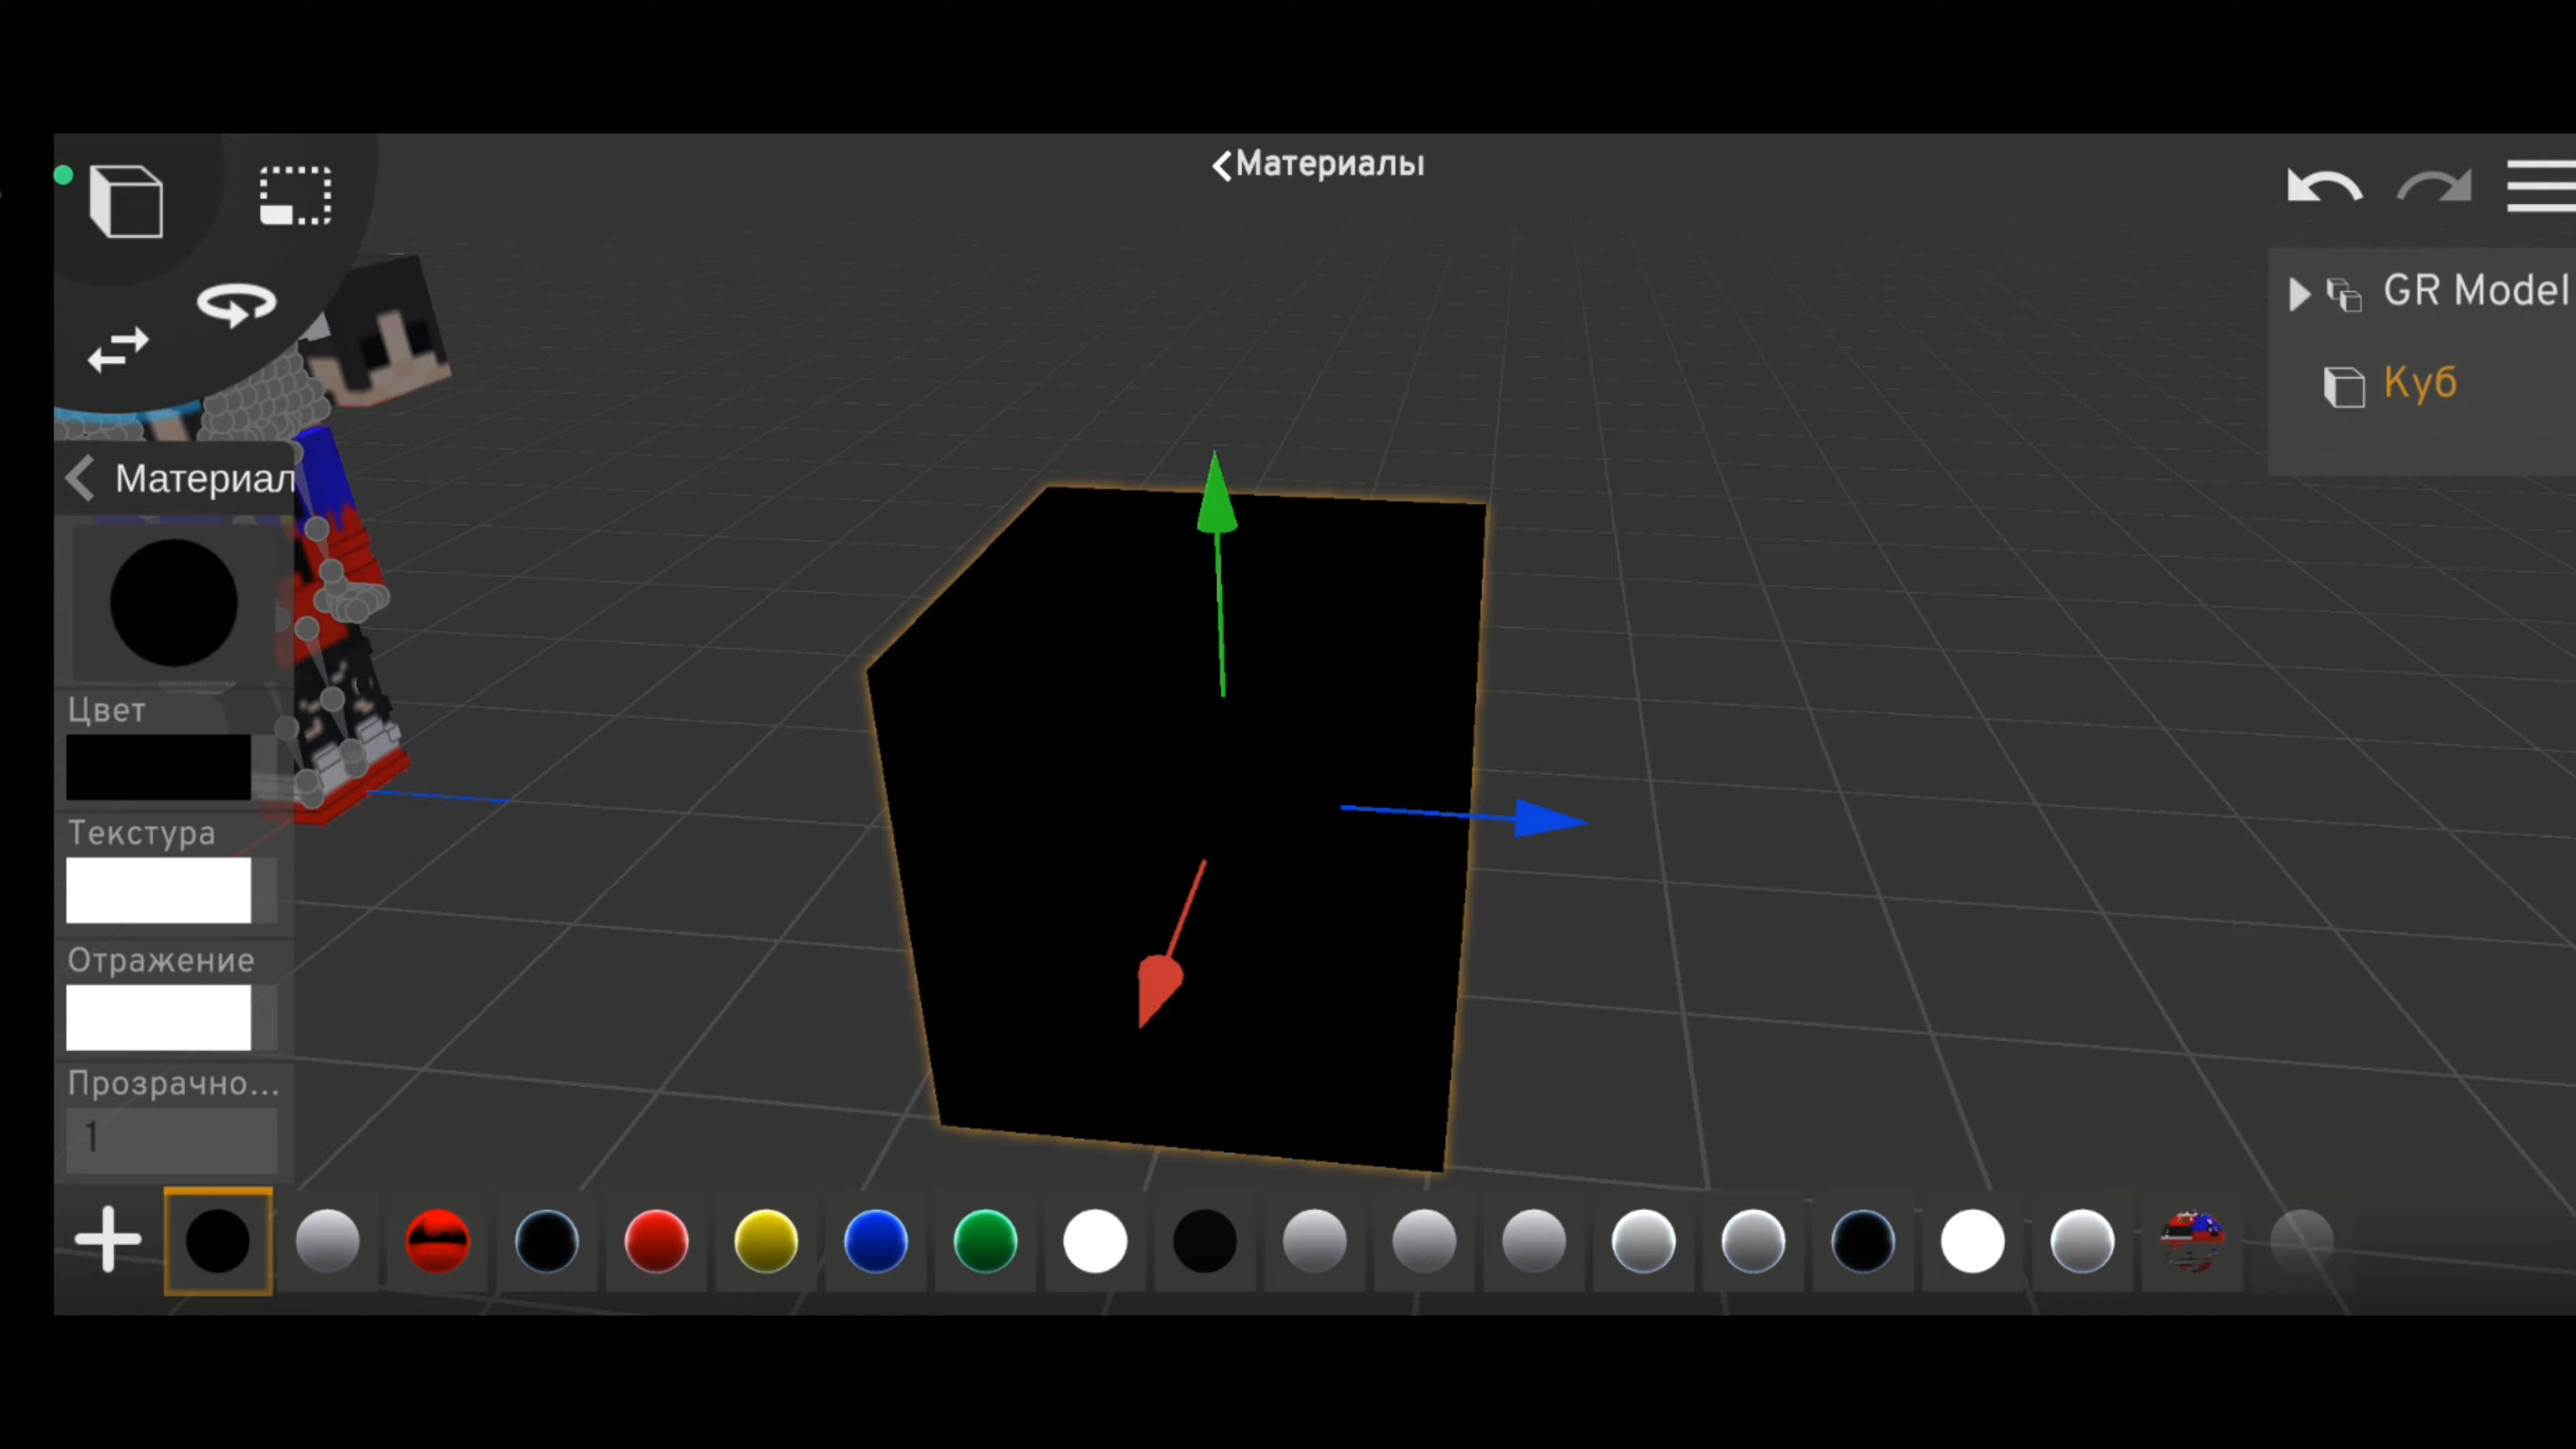 Материалы
GR Model
Куб
Материал
Цвет
Текстура
Отражение
Прозрачно...
1